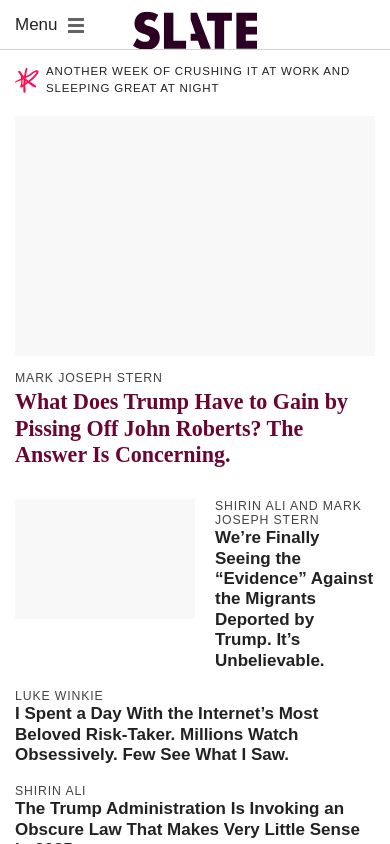 Menu
SLATE
ANOTHER WEEK OF CRUSHING IT AT WORK AND
SLEEPING GREAT AT NIGHT
MARK JOSEPH STERN
What Does Trump Have to Gain by
Pissing Off John Roberts? The
Answer Is Concerning.
SHIRIN ALI AND MARK
JOSEPH STERN
We’re Finally
Seeing the
“Evidence” Against
the Migrants
Deported by
Trump. It’s
Unbelievable.
LUKE WINKIE
I Spent a Day With the Internet’s Most
Beloved Risk-Taker. Millions Watch
Obsessively. Few See What I Saw.
SHIRIN ALI
The Trump Administration Is Invoking an
Obscure Law That Makes Very Little Sense